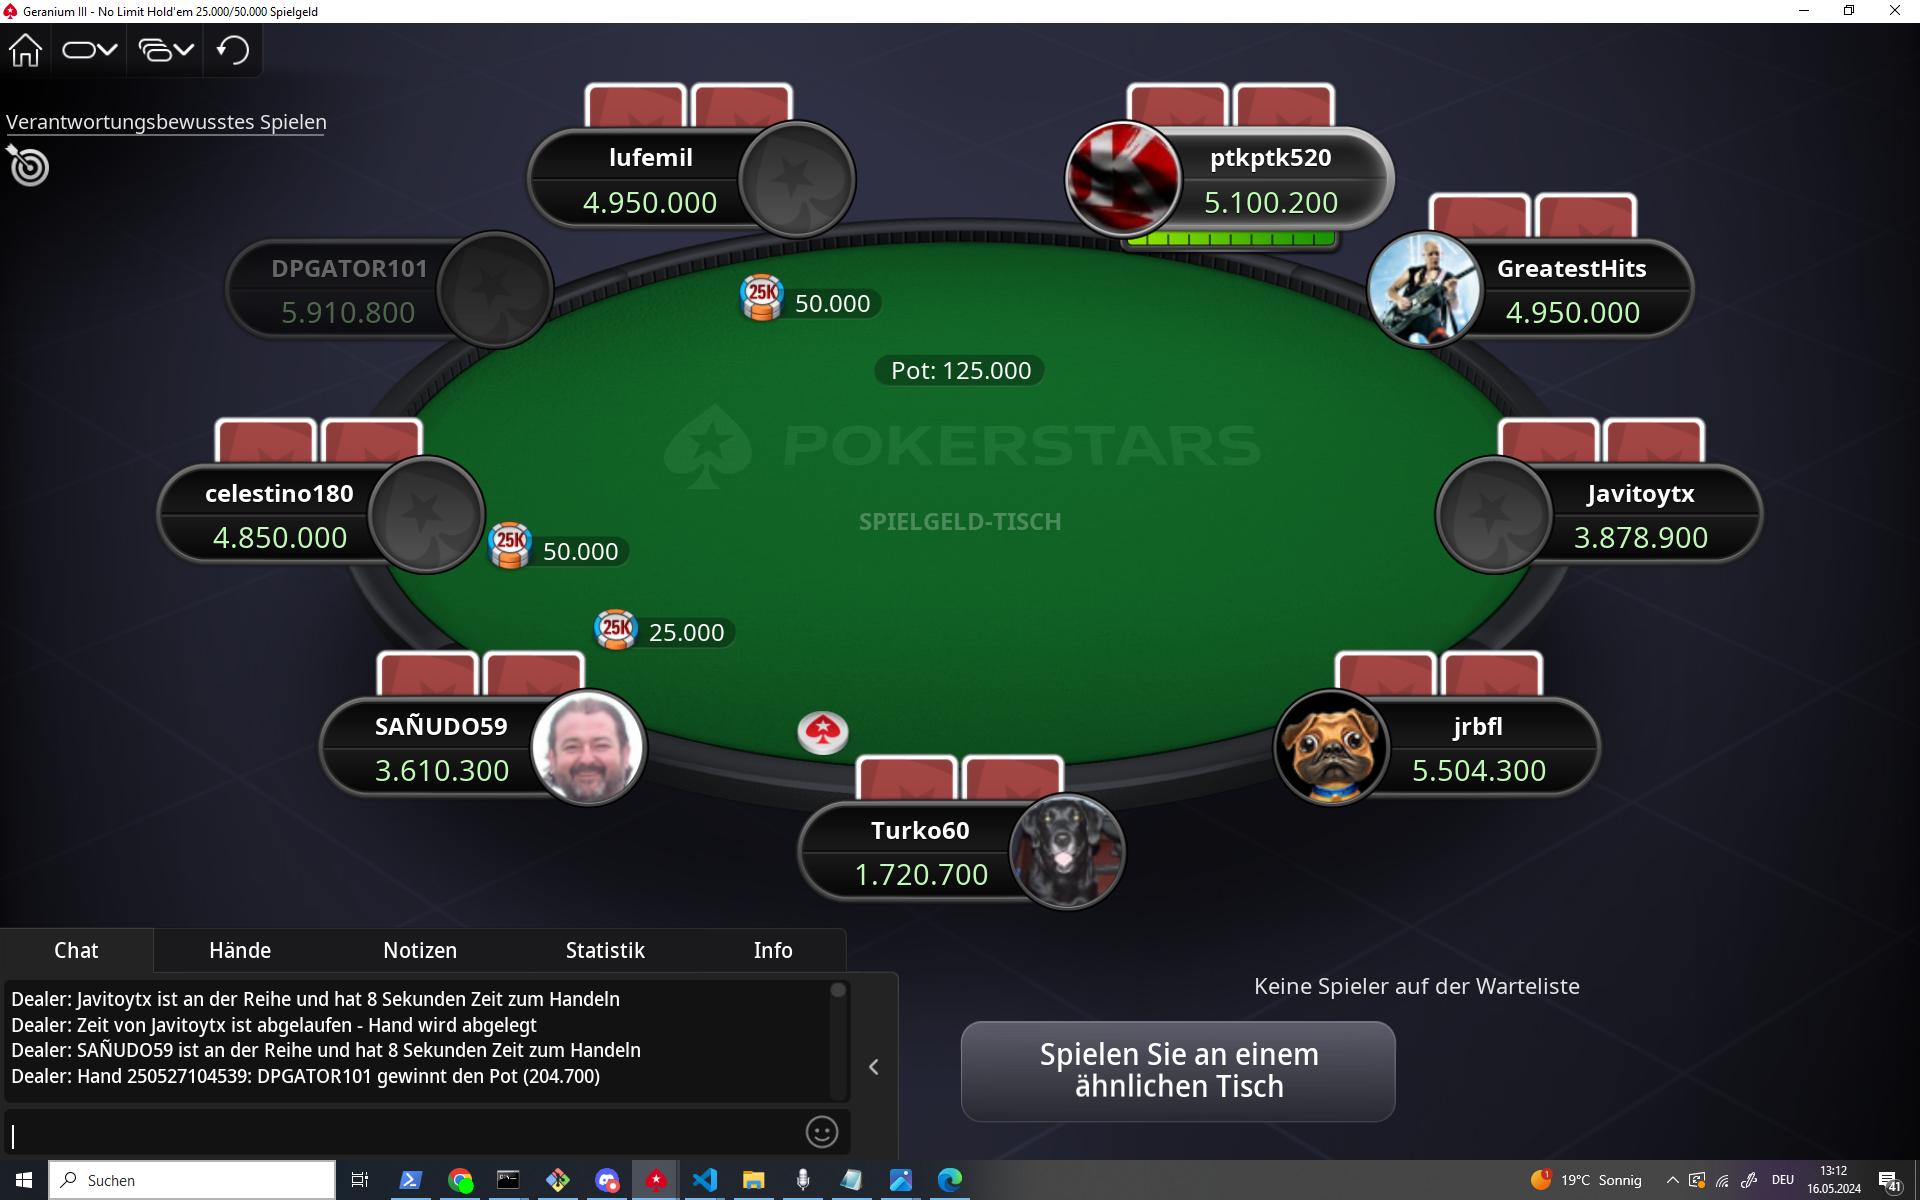 Geranium III - No Limit Hold'em 25.000/50.000 Spielgeld
Verantwortungsbewusstes Spielen
lufemil
4.950.000
ptkptk520
5.100.200
DPGATOR101
5.910.800
GreatestHits
4.950.000
25K
50.000
Pot: 125.000
POKERSTARS
SPIELGELD-TISCH
celestino180
4.850.000
Javitoytx
3.878.900
25K
50.000
25K
25.000
SAÑUDO59
3.610.300
jrbfl
5.504.300
Turko60
1.720.700
Chat Hände Notizen Statistik Info
Dealer: Javitoytx ist an der Reihe und hat 8 Sekunden Zeit zum Handeln
Dealer: Zeit von Javitoytx ist abgelaufen - Hand wird abgelegt
Dealer: SAÑUDO59 ist an der Reihe und hat 8 Sekunden Zeit zum Handeln
Dealer: Hand 250527104539: DPGATOR101 gewinnt den Pot (204.700)
Keine Spieler auf der Warteliste
Spielen Sie an einem
ähnlichen Tisch
Suchen
1
19°C Sonnig
DEU
13:12
16.05.2024
41